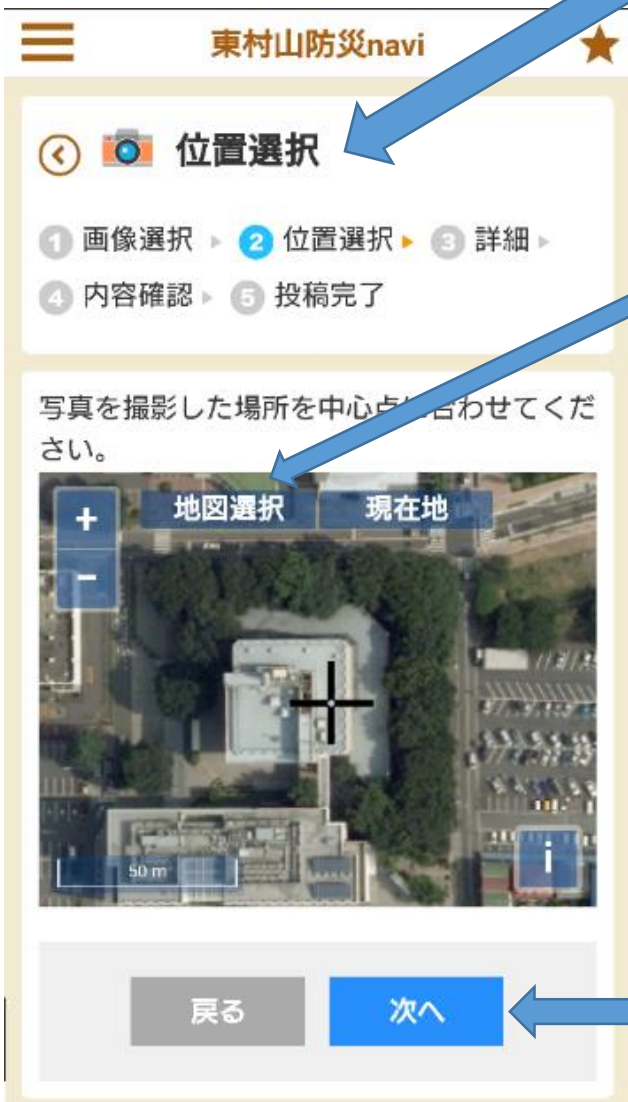 東村山防災navi
位置選択
1 画像選択 2 位置選択 3 詳細
4 内容確認 5 投稿完了
写真を撮影した場所を中心点に合わせてくだ
さい。
+ 地図選択 現在地
-
50 m
i
戻る 次へ